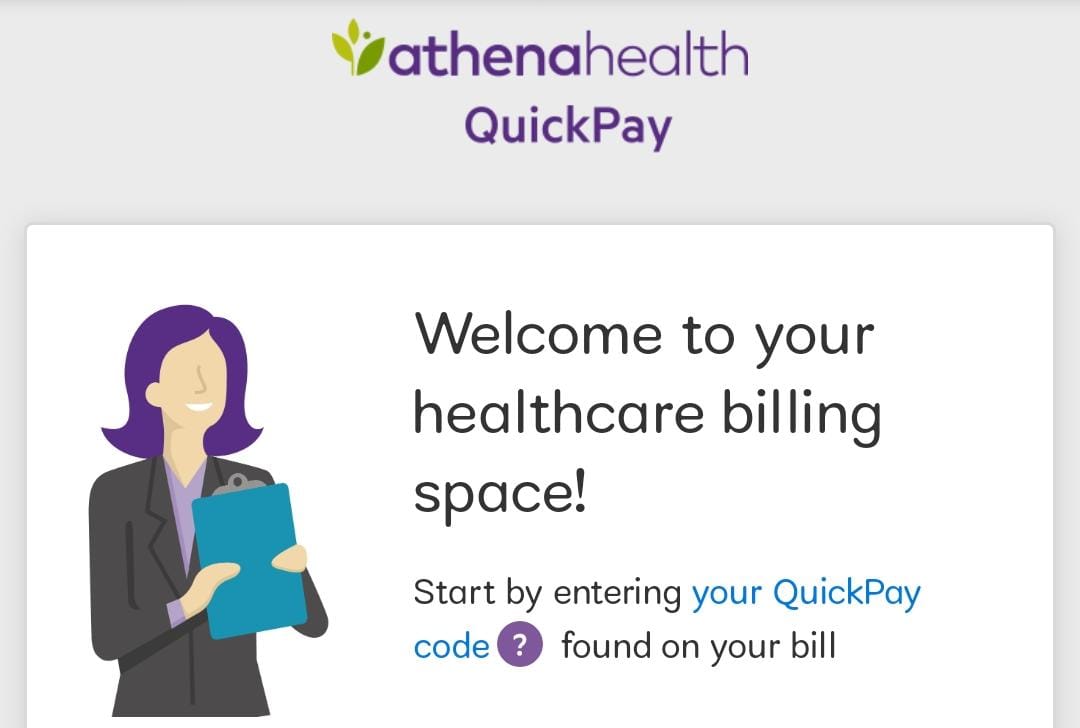 athenahealth
QuickPay
Welcome to your
healthcare billing
space!
Start by entering your QuickPay
code ? found on your bill